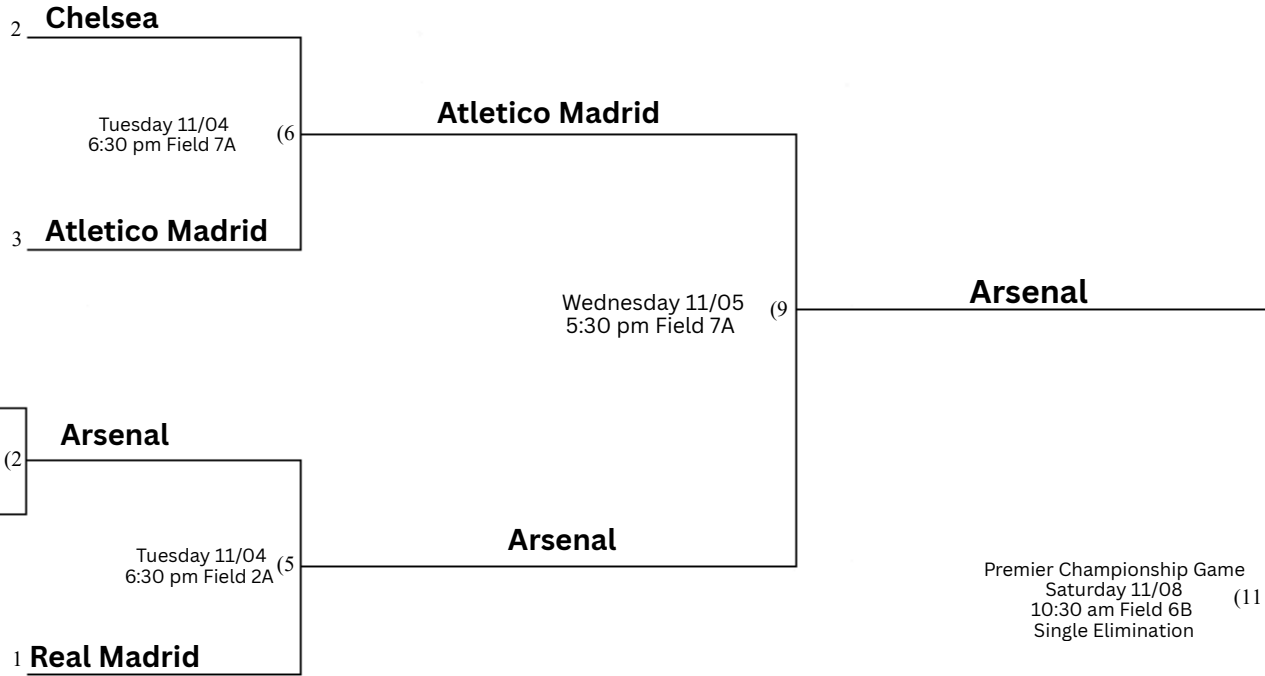 2 Chelsea
Tuesday 11/04
6:30 pm Field 7A
(6
Atletico Madrid
3 Atletico Madrid
Wednesday 11/05
5:30 pm Field 7A
(9
Arsenal
(2
Arsenal
Tuesday 11/04
6:30 pm Field 2A
(5
Arsenal
1 Real Madrid
Premier Championship Game
Saturday 11/08
10:30 am Field 6B
Single Elimination
(11